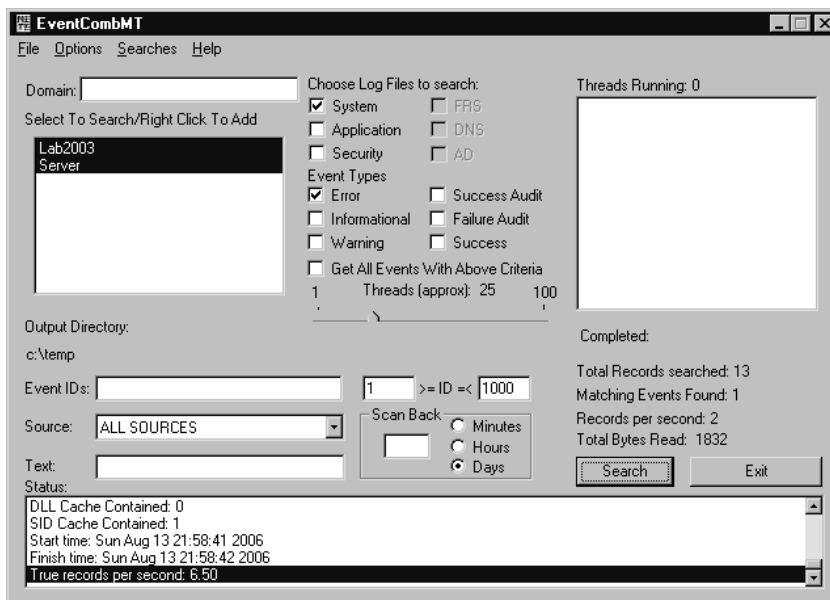 EventCombMT
File Options Searches Help
Domain:
Select To Search/Right Click To Add
Lab2003
Server
Choose Log Files to search:
System FRS
Application DNS
Security AD
Event Types
Error Success Audit
Informational Failure Audit
Warning Success
Get All Events With Above Criteria
1 Threads (approx): 25 100
Threads Running: 0
Output Directory:
c:\temp
Event IDs: 1 >= ID =< 1000
Source: ALL SOURCES
Scan Back
Minutes
Hours
Days
Text:
Completed:
Total Records searched: 13
Matching Events Found: 1
Records per second: 2
Total Bytes Read: 1832
Search Exit
Status:
DLL Cache Contained: 0
SID Cache Contained: 1
Start time: Sun Aug 13 21:58:41 2006
Finish time: Sun Aug 13 21:58:42 2006
True records per second: 6.50